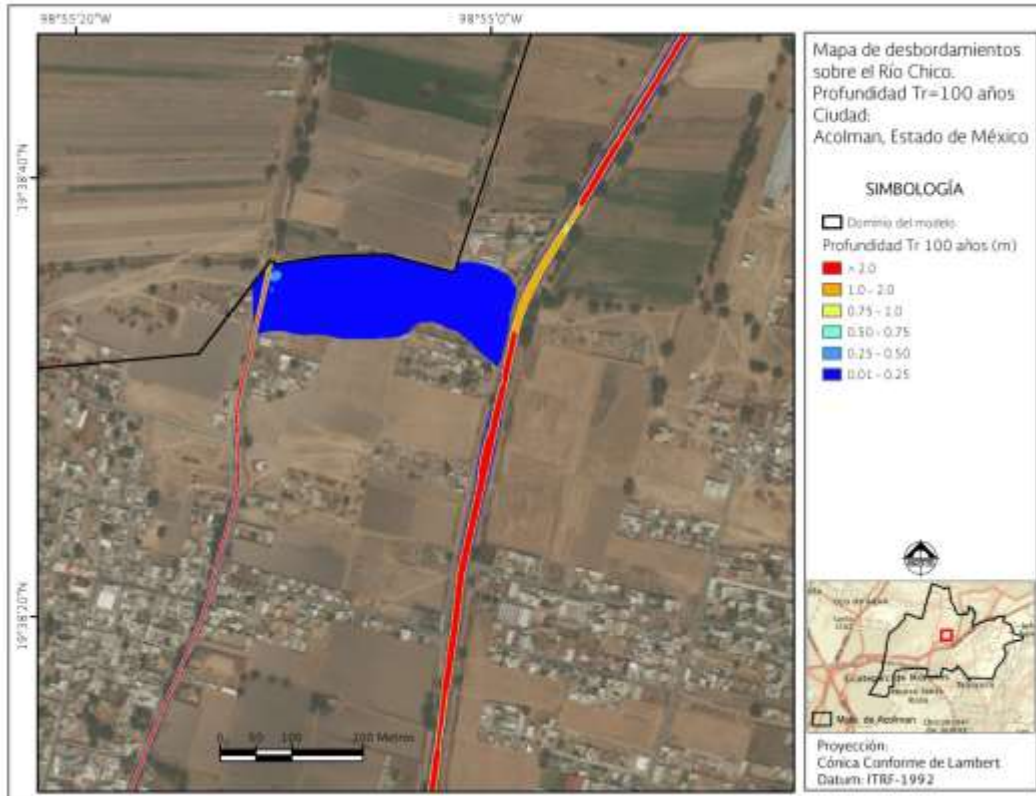 98°55'20"W
98°55'0"W
19°38'40"N
19°38'20"N
0 50 100 200 Metros
Mapa de desbordamientos
sobre el Río Chico.
Profundidad Tr=100 años
Ciudad:
Acolman, Estado de México
SIMBOLOGÍA
Dominio del modelo
Profundidad Tr 100 años (m)
> 2.0
1.0 - 2.0
0.75 - 1.0
0.50 - 0.75
0.25 - 0.50
0.01 - 0.25
Ecatepec de
Mun. de Acolman
Proyección:
Cónica Conforme de Lambert
Datum: ITRF-1992